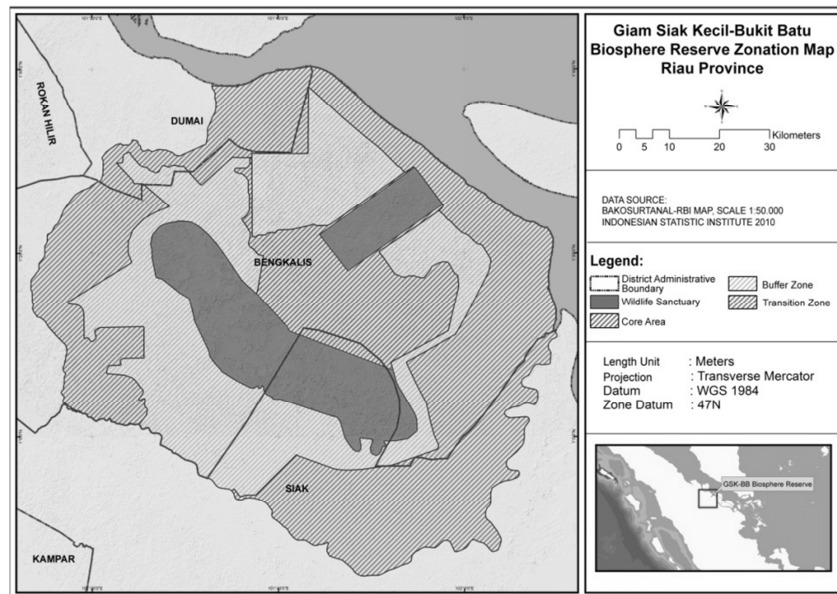 Giam Siak Kecil-Bukit Batu
Biosphere Reserve Zonation Map
Riau Province
Kilometers
0 5 10 20 30
DATA SOURCE:
BAKOSURTANAL-RBI MAP, SCALE 1:50.000
INDONESIAN STATISTIC INSTITUTE 2010
Legend:
District Administrative
Boundary
Wildlife Sanctuary
Core Area
Buffer Zone
Transition Zone
Length Unit : Meters
Projection : Transverse Mercator
Datum : WGS 1984
Zone Datum : 47N
GSK-BB Biosphere Reserve
ROKAN HILIR
DUMAI
BENGKALIS
SIAK
KAMPAR